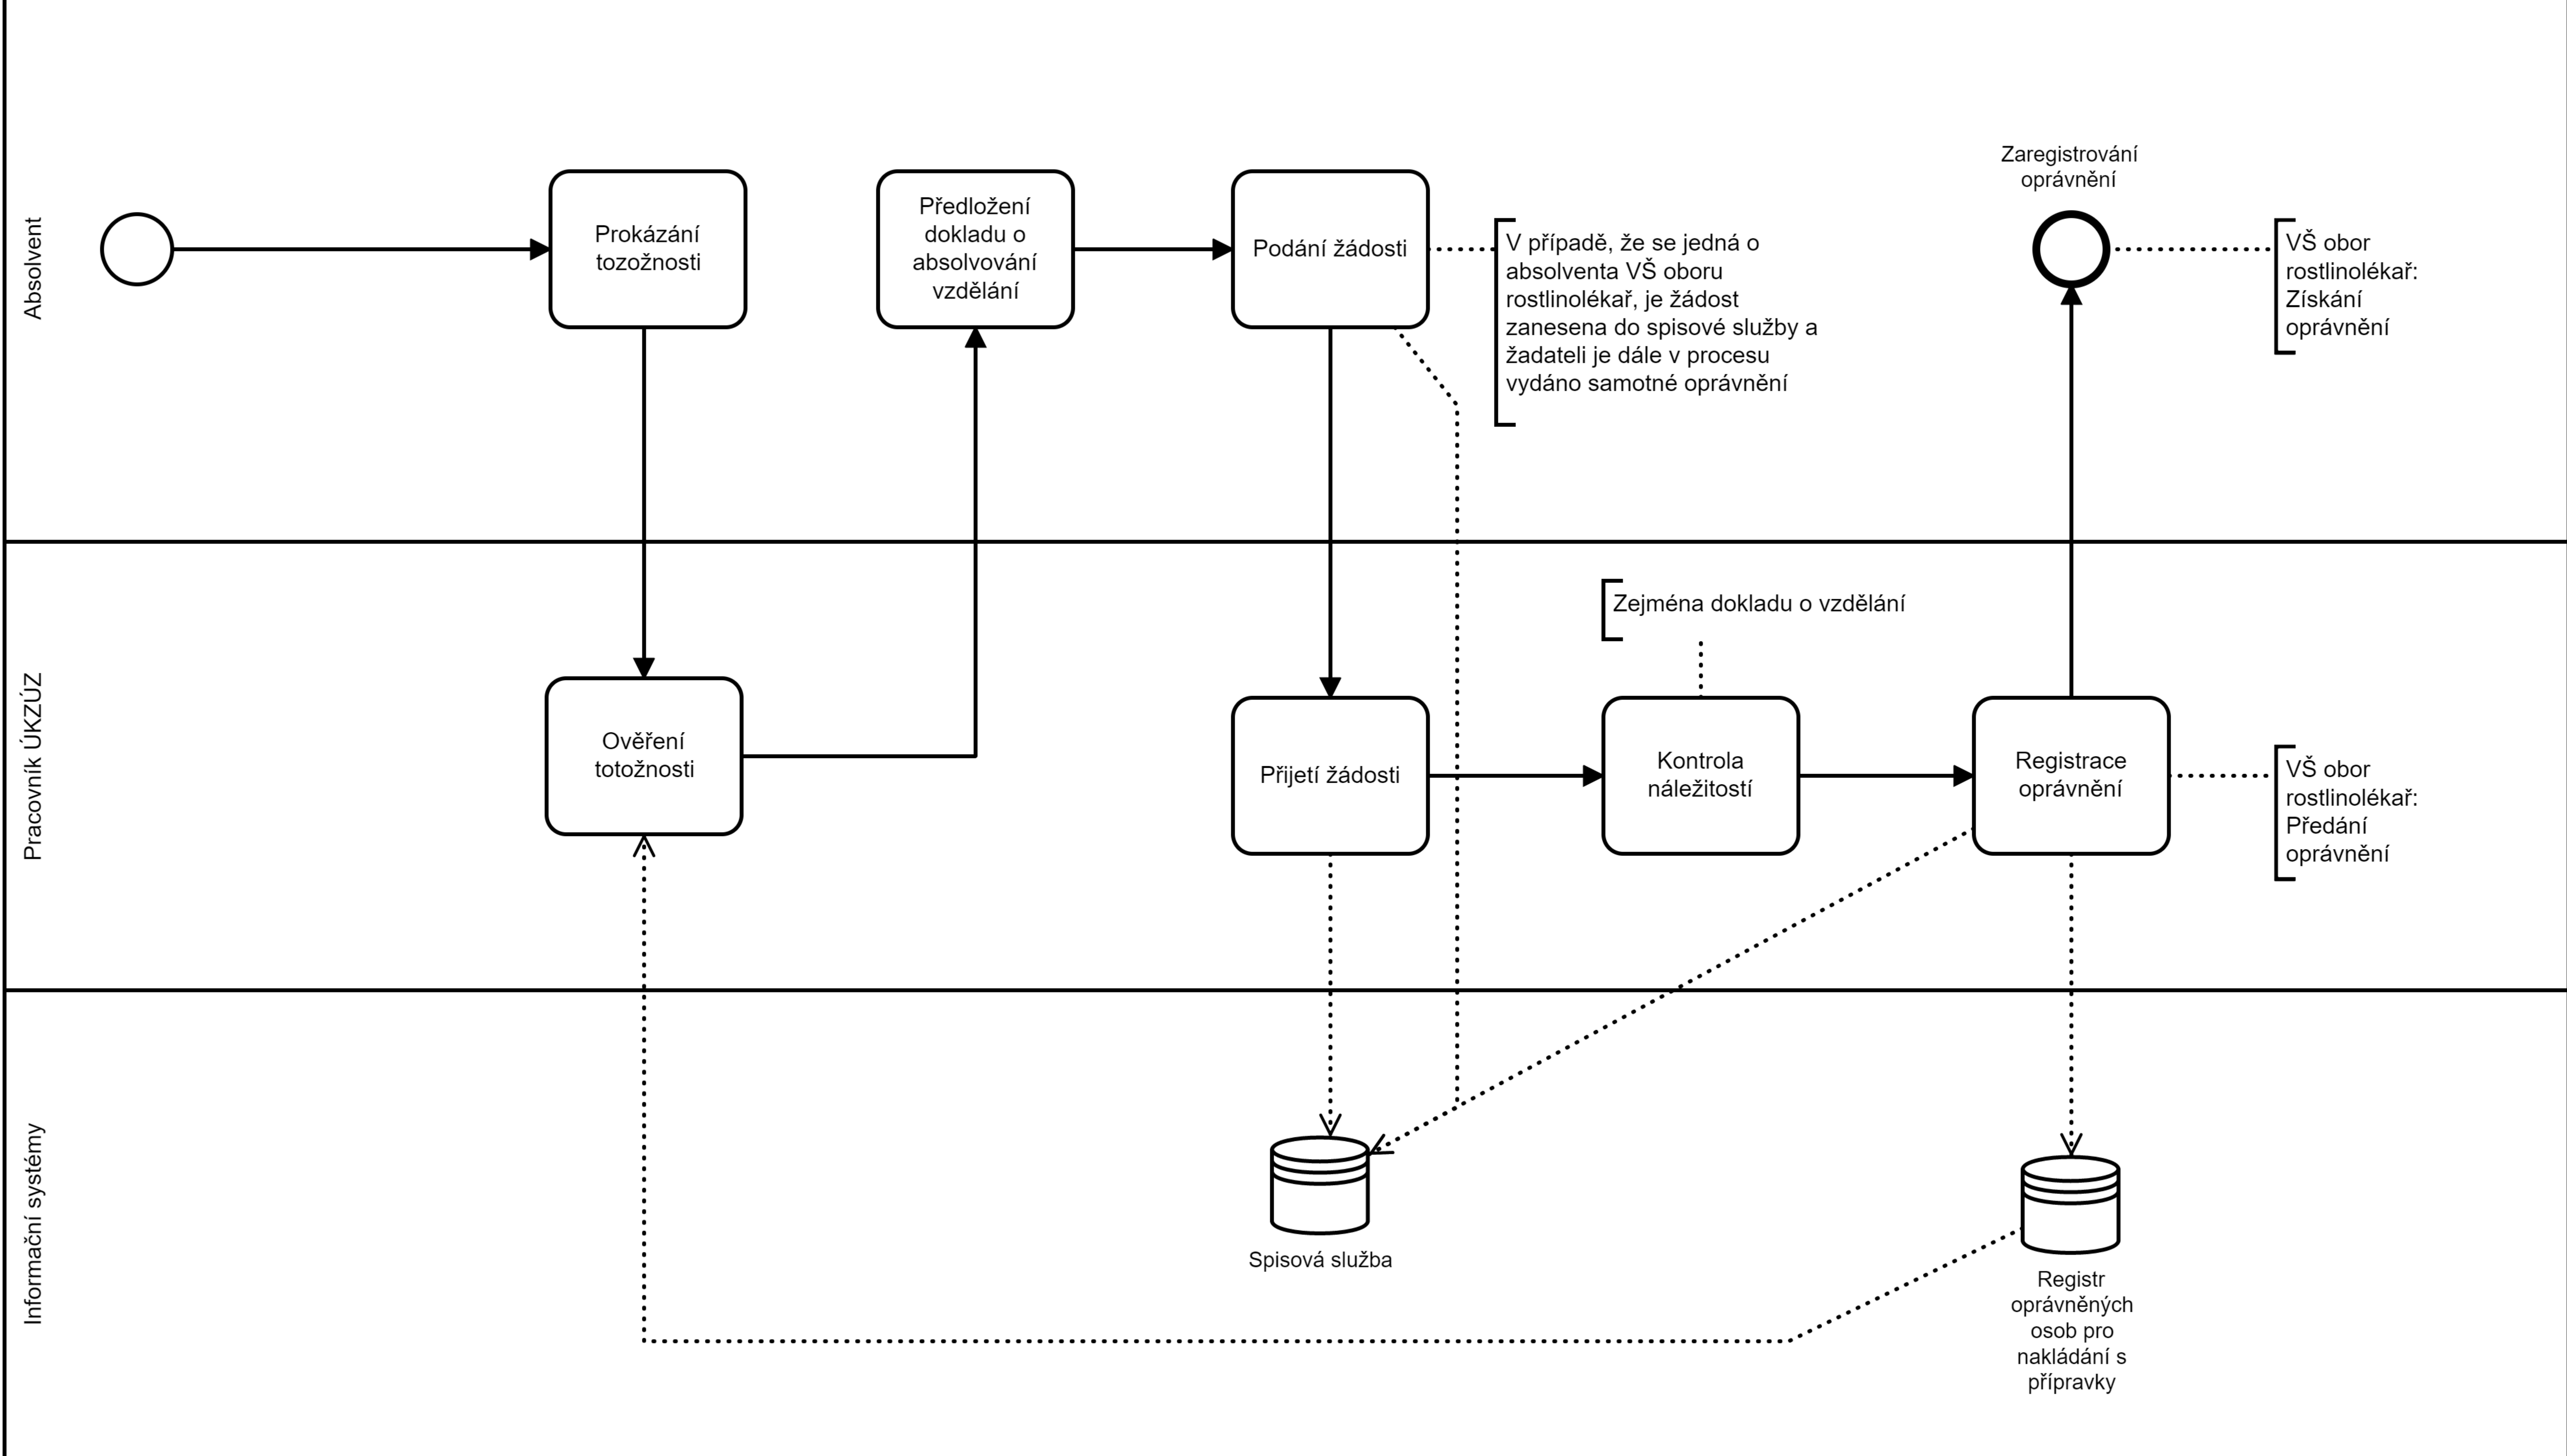 Absolvent
Prokázání
tozožnosti
Předložení
dokladu o
absolvování
vzdělání
Podání žádosti
V případě, že se jedná o
absolventa VŠ oboru
rostlinolékař, je žádost
zanesena do spisové služby a
žadateli je dále v procesu
vydáno samotné oprávnění
Zaregistrování
oprávnění
VŠ obor
rostlinolékař:
Získání
oprávnění
Pracovník ÚKZÚZ
Ověření
totožnosti
Přijetí žádosti
Zejména dokladu o vzdělání
Kontrola
náležitostí
Registrace
oprávnění
VŠ obor
rostlinolékař:
Předání
oprávnění
Informační systémy
Spisová služba
Registr
oprávněných
osob pro
nakládání s
přípravky